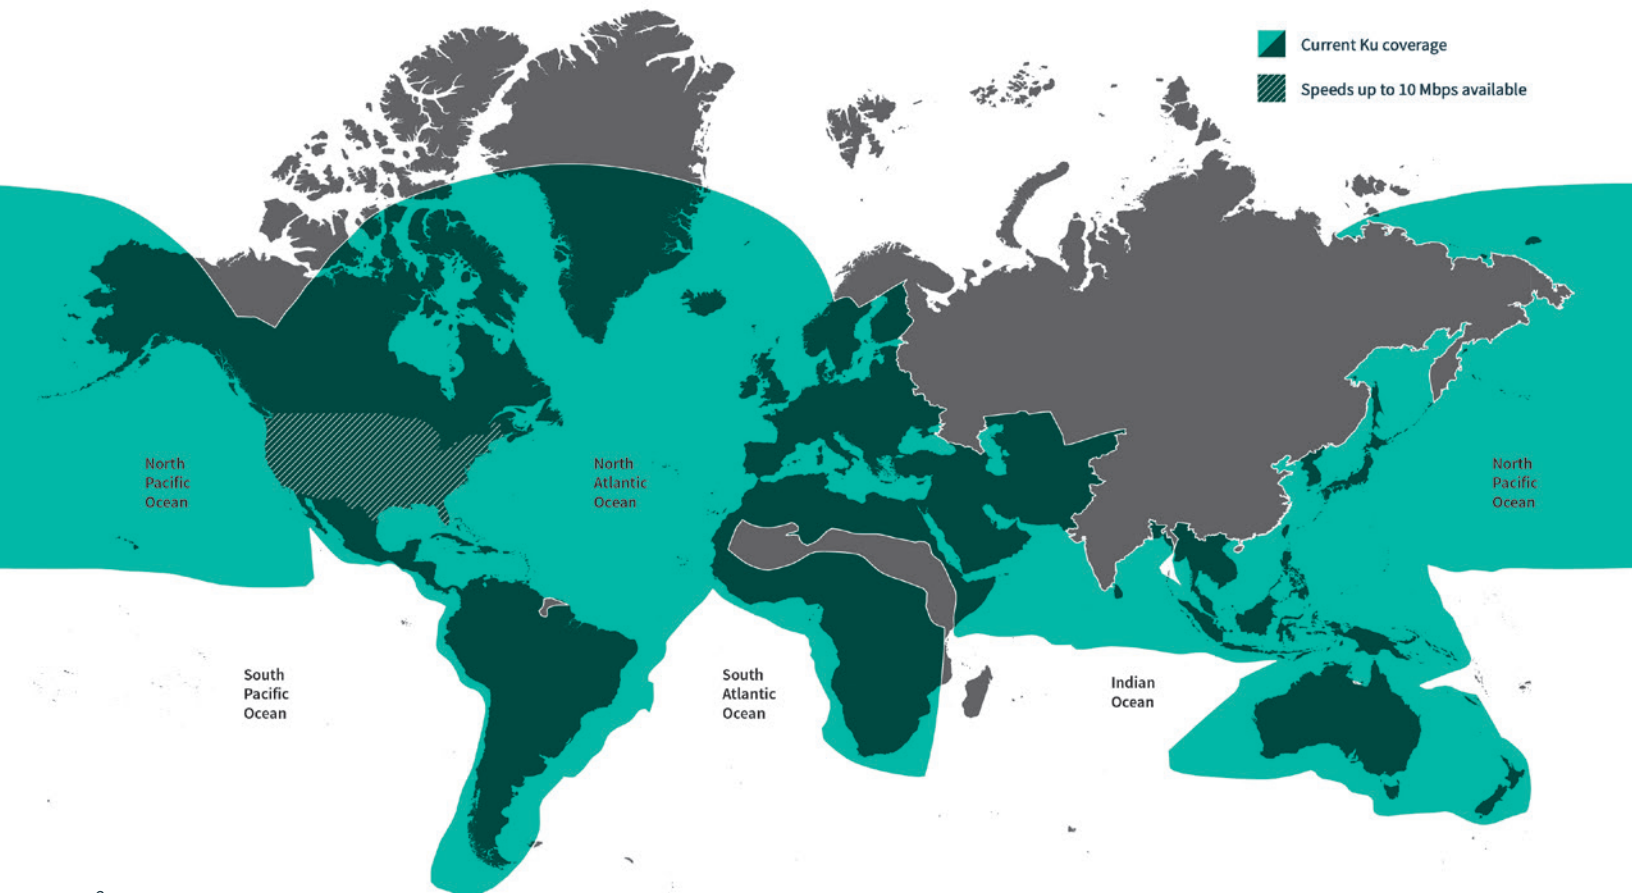 Current Ku coverage
Speeds up to 10 Mbps available
North
Pacific
Ocean
North
Atlantic
Ocean
North
Pacific
Ocean
South
Pacific
Ocean
South
Atlantic
Ocean
Indian
Ocean